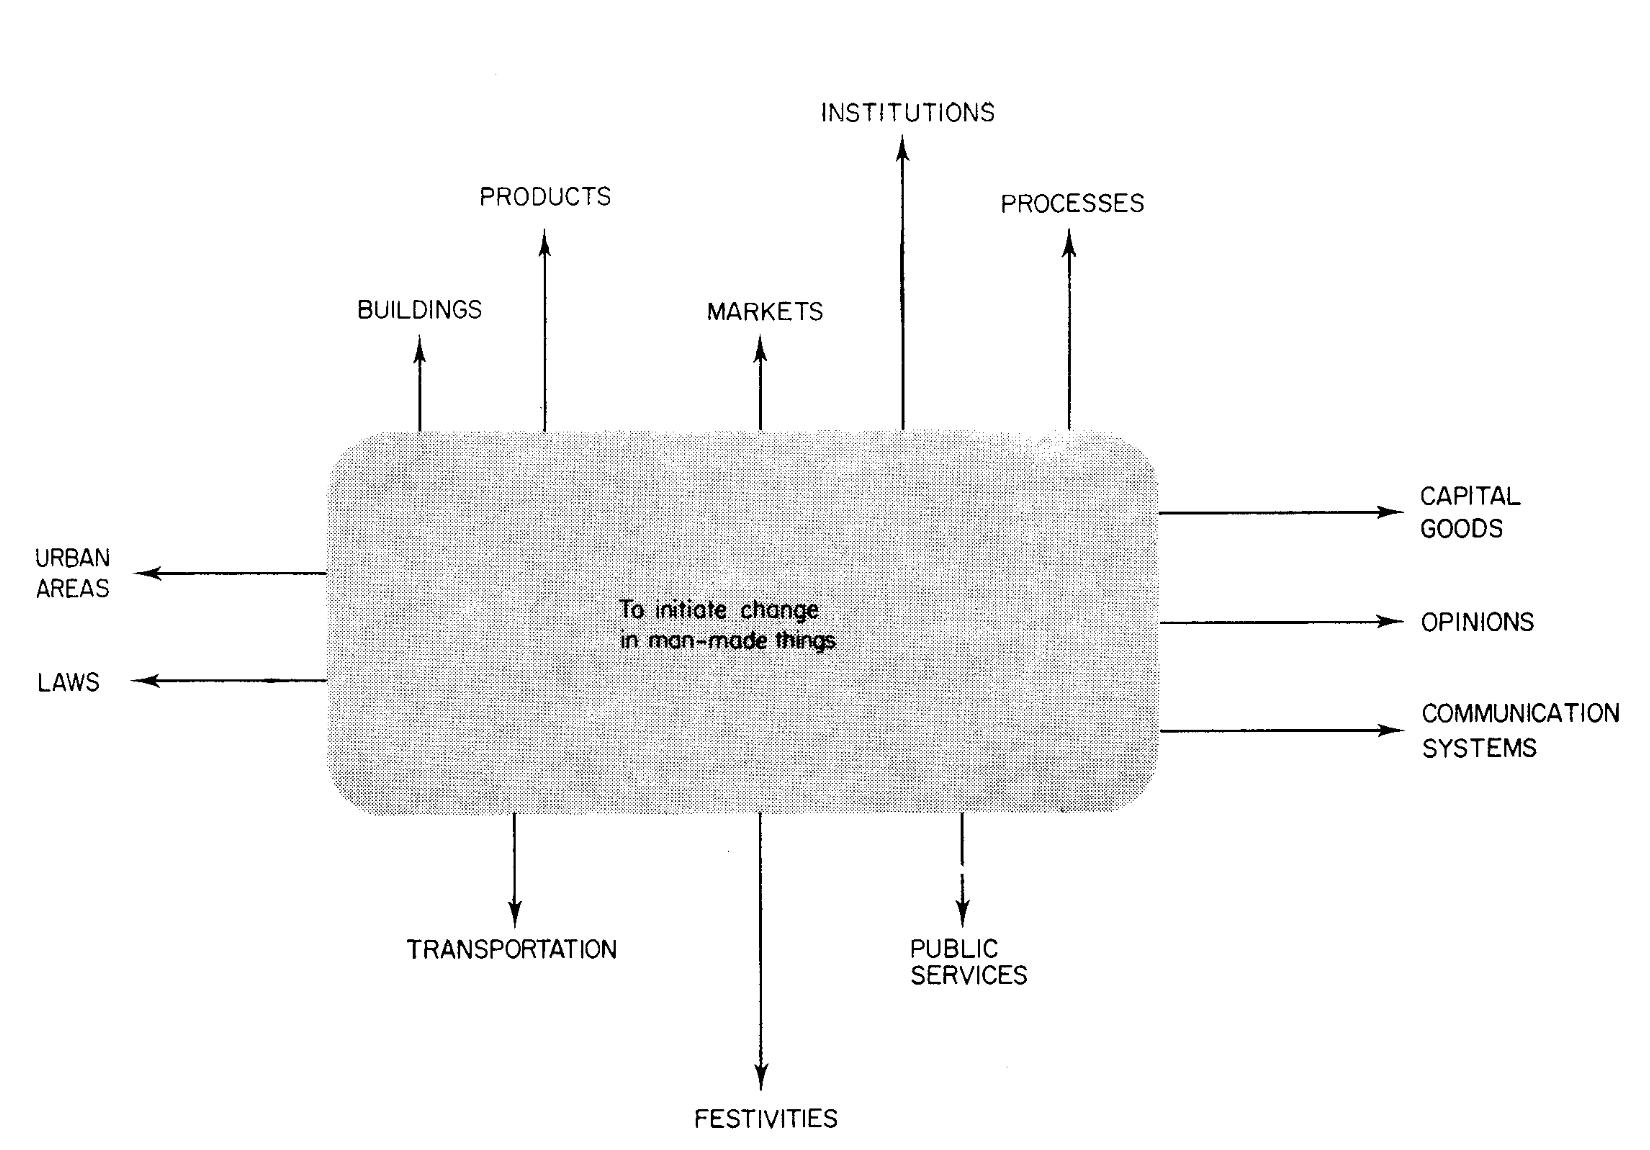 INSTITUTIONS
PRODUCTS
PROCESSES
BUILDINGS
MARKETS
CAPITAL
GOODS
URBAN
AREAS
To initiate change
in man-made things
OPINIONS
LAWS
COMMUNICATION
SYSTEMS
TRANSPORTATION
PUBLIC
SERVICES
FESTIVITIES